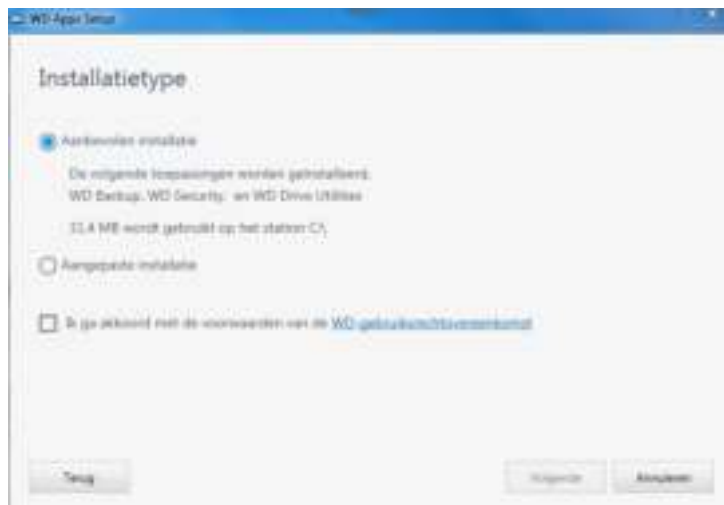 WD Apps Setup
Installatietype
Aanbevolen installatie
De volgende toepassingen worden geïnstalleerd:
WD Backup, WD Security, en WD Drive Utilities
33,4 MB wordt gebruikt op het station C:\
Aangepaste installatie
Ik ga akkoord met de voorwaarden van de WD-gebruiksrechtovereenkomst
Terug
Volgende
Annuleren